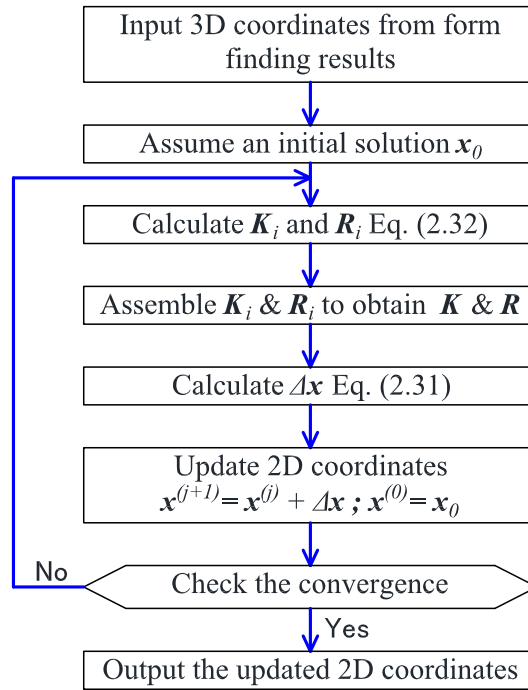 Input 3D coordinates from form
finding results
Assume an initial solution x₀
Calculate Kᵢ and Rᵢ Eq. (2.32)
Assemble Kᵢ & Rᵢ to obtain K & R
Calculate Δx Eq. (2.31)
Update 2D coordinates
x⁽ʲ⁺¹⁾= x⁽ʲ⁾ + Δx ; x⁽⁰⁾= x₀
No
Check the convergence
Yes
Output the updated 2D coordinates